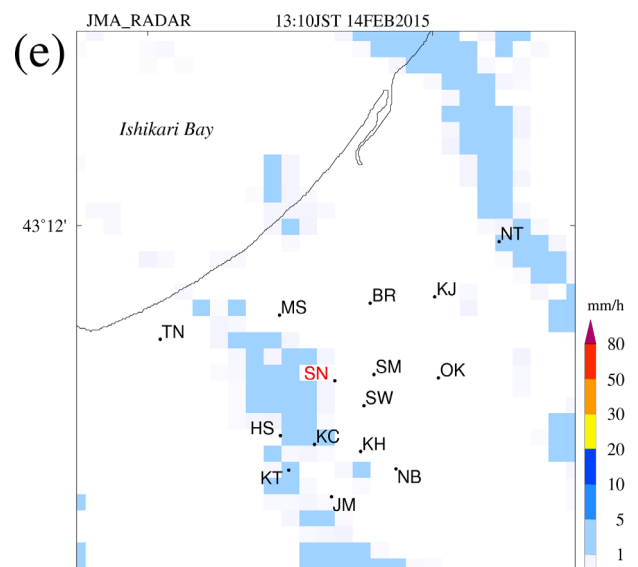 JMA_RADAR 13:10JST 14FEB2015
(e)
Ishikari Bay
43°12'
NT
KJ
BR
MS
mm/h
TN
80
SM
OK
SN
50
SW
30
HS
KC
KH
20
KT
NB
10
JM
5
1